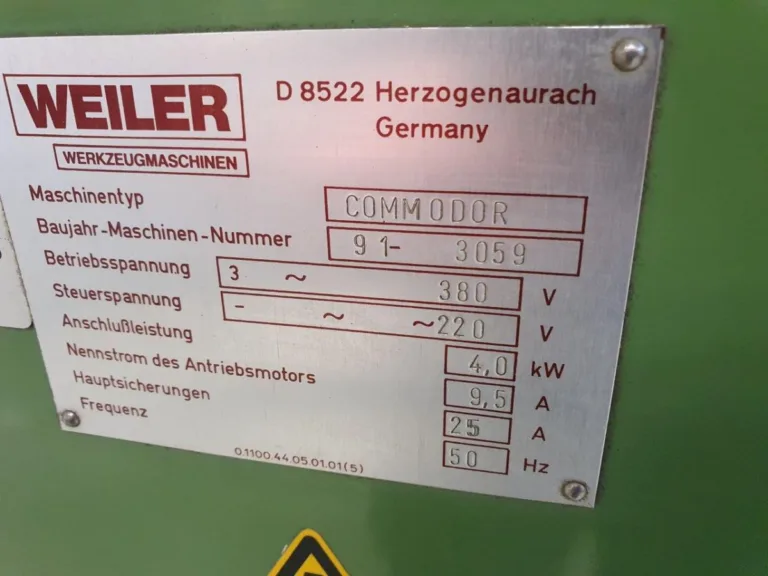 WEILER
WERKZEUGMASCHINEN
D 8522 Herzogenaurach
Germany
Maschinentyp COMMODOR
Baujahr-Maschinen-Nummer 91- 3059
Betriebsspannung 3 ~ 380 V
Steuerspannung - ~ ~220 V
Anschlußleistung 4,0 kW
Nennstrom des Antriebsmotors 9,5 A
Hauptsicherungen 25 A
Frequenz 50 Hz
0.1100.44.05.01.01(5)